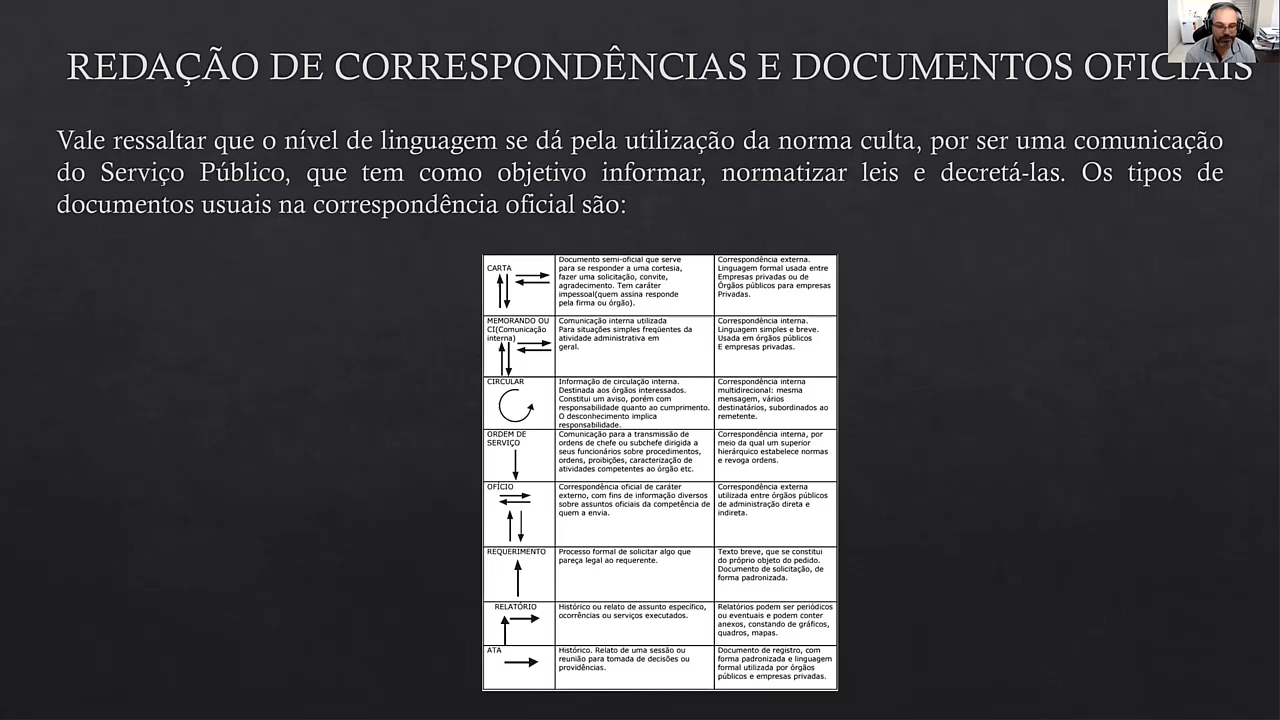 REDAÇÃO DE CORRESPONDÊNCIAS E DOCUMENTOS OFICIAIS
Vale ressaltar que o nível de linguagem se dá pela utilização da norma culta, por ser uma comunicação
do Serviço Público, que tem como objetivo informar, normatizar leis e decretá-las. Os tipos de
documentos usuais na correspondência oficial são:
CARTA
Documento semi-oficial que serve
para se responder a uma cortesia,
fazer uma solicitação, convite,
agradecimento. Tem caráter
impessoal(quem assina responde
pela firma ou órgão).
Correspondência externa.
Linguagem formal usada entre
Empresas privadas ou de
Órgãos públicos para empresas
Privadas.
MEMORANDO OU
CI(Comunicação
interna)
Comunicação interna utilizada
Para situações simples freqüentes da
atividade administrativa em
geral.
Correspondência interna.
Linguagem simples e breve.
Usada em órgãos públicos
E empresas privadas.
CIRCULAR
Informação de circulação interna.
Destinada aos órgãos interessados.
Constitui um aviso, porém com
responsabilidade quanto ao cumprimento.
O desconhecimento implica
responsabilidade.
Correspondência interna
multidirecional: mesma
mensagem, vários
destinatários, subordinados ao
remetente.
ORDEM DE
SERVIÇO
Comunicação para a transmissão de
ordens de chefe ou subchefe dirigida a
seus funcionários sobre procedimentos,
ordens, proibições, caracterização de
atividades competentes ao órgão etc.
Correspondência interna, por
meio da qual um superior
hierárquico estabelece normas
e revoga ordens.
OFÍCIO
Correspondência oficial de caráter
externo, com fins de informação diversos
sobre assuntos oficiais da competência de
quem a envia.
Correspondência externa
utilizada entre órgãos públicos
de administração direta e
indireta.
REQUERIMENTO
Processo formal de solicitar algo que
pareça legal ao requerente.
Texto breve, que se constitui
do próprio objeto do pedido.
Documento de solicitação, de
forma padronizada.
RELATÓRIO
Histórico ou relato de assunto específico,
ocorrências ou serviços executados.
Relatórios podem ser periódicos
ou eventuais e podem conter
anexos, constando de gráficos,
quadros, mapas.
ATA
Histórico. Relato de uma sessão ou
reunião para tomada de decisões ou
providências.
Documento de registro, com
forma padronizada e linguagem
formal utilizada por órgãos
públicos e empresas privadas.